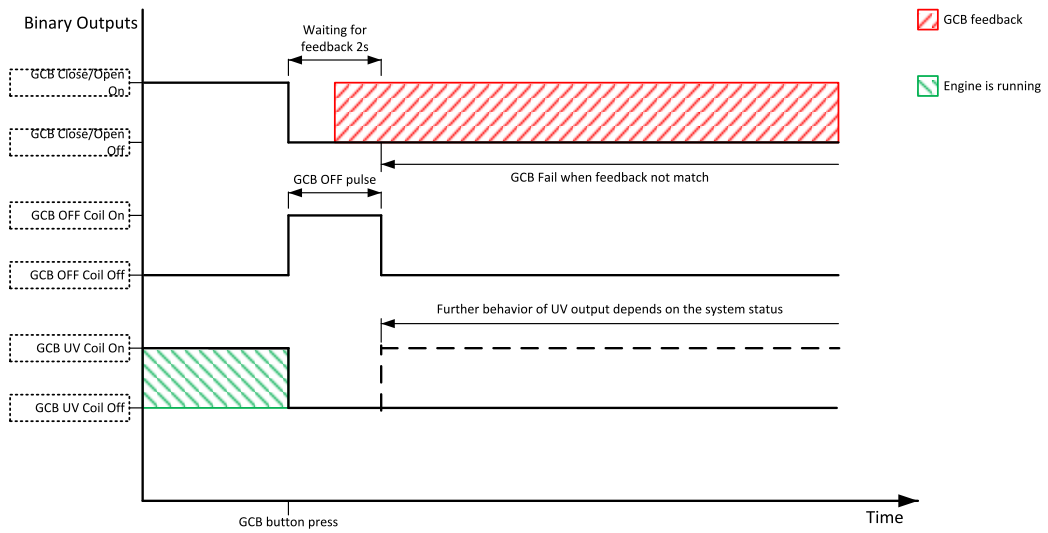 Binary Outputs
Waiting for
feedback 2s
GCB feedback
Engine is running
GCB Close/Open
On
GCB Close/Open
Off
GCB Fail when feedback not match
GCB OFF pulse
GCB OFF Coil On
GCB OFF Coil Off
Further behavior of UV output depends on the system status
GCB UV Coil On
GCB UV Coil Off
GCB button press
Time